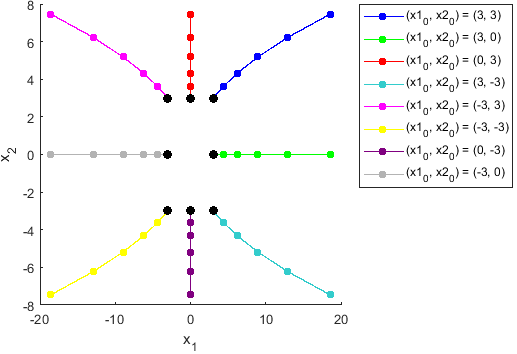 8
6
4
2
0
-2
-4
-6
-8
-20
-10
0
10
20
x₂
x₁
(x1₀, x2₀) = (3, 3)
(x1₀, x2₀) = (3, 0)
(x1₀, x2₀) = (0, 3)
(x1₀, x2₀) = (3, -3)
(x1₀, x2₀) = (-3, 3)
(x1₀, x2₀) = (-3, -3)
(x1₀, x2₀) = (0, -3)
(x1₀, x2₀) = (-3, 0)